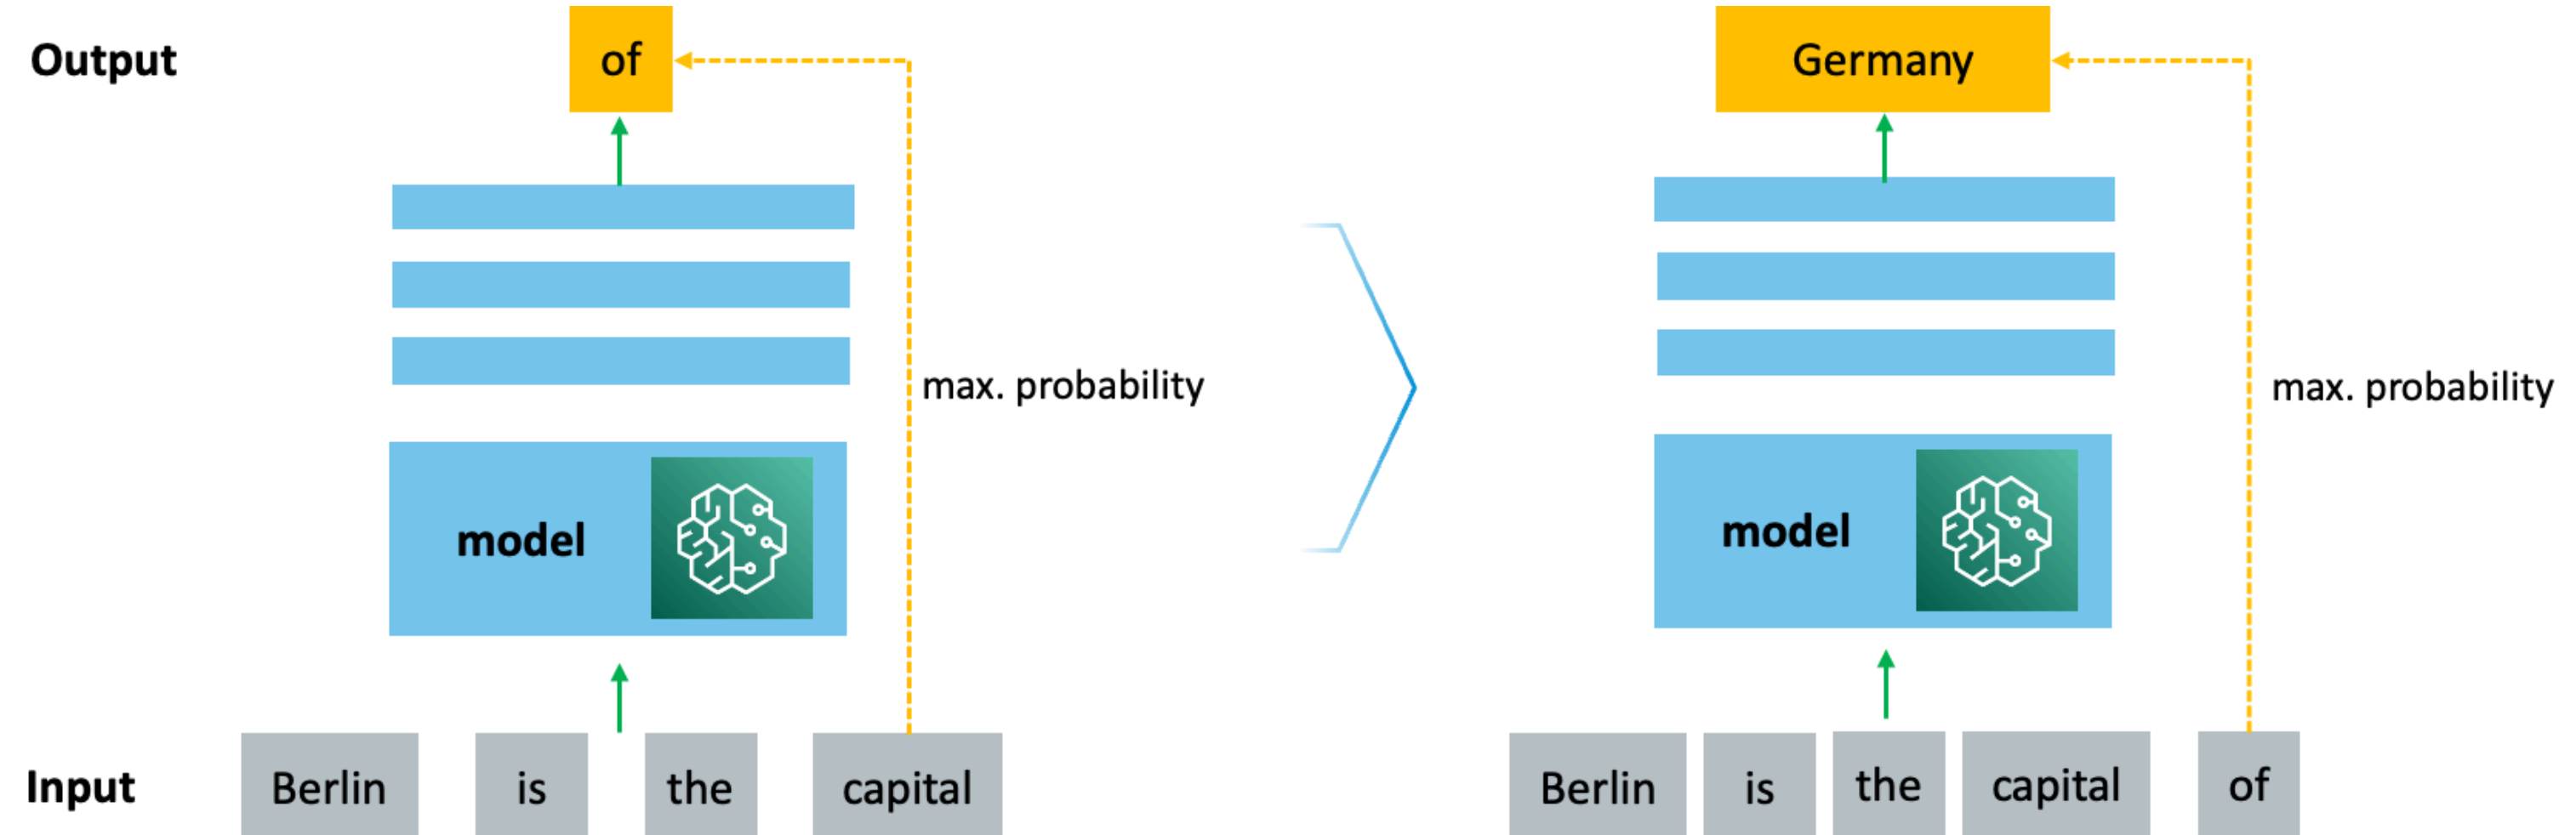 Output
of
Germany
max. probability
max. probability
model
model
Input
Berlin is the capital
Berlin is the capital of